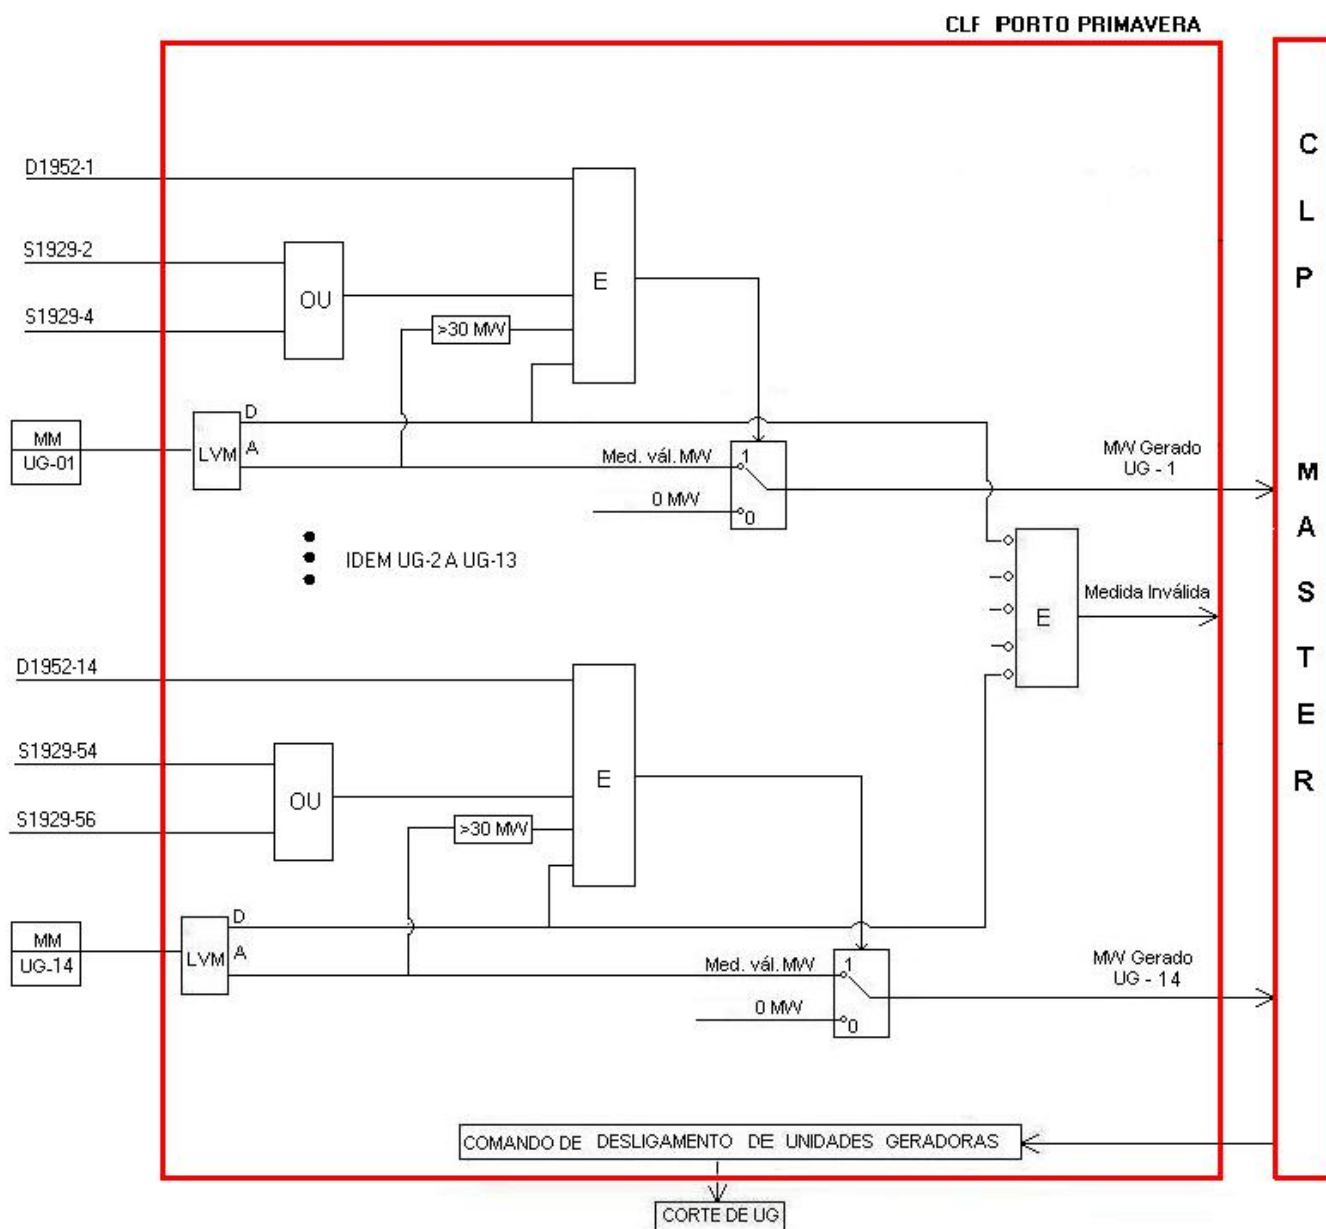 CLF PORTO PRIMAVERA
D1952-1
S1929-2
OU
S1929-4
E
>30 MW
MM
UG-01
LVM
D
A
Med. vál. MW
1
0 MW
0
MW Gerado
UG - 1
IDEM UG-2 A UG-13
E
Medida Inválida
D1952-14
S1929-54
OU
S1929-56
E
>30 MW
MM
UG-14
LVM
D
A
Med. vál. MW
1
0 MW
0
MW Gerado
UG - 14
COMANDO DE DESLIGAMENTO DE UNIDADES GERADORAS
CORTE DE UG
C
L
P
M
A
S
T
E
R